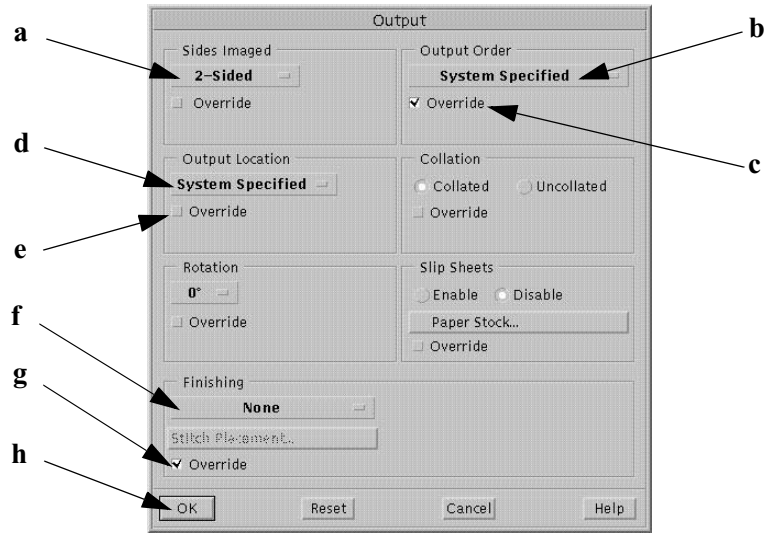 Output
a
b
Sides Imaged
Output Order
2-Sided
System Specified
Override
Override
c
d
Output Location
Collation
System Specified
Collated
Uncollated
Override
Override
e
Rotation
Slip Sheets
0°
Enable
Disable
f
Override
Paper Stock...
Override
g
Finishing
None
Stitch Placement...
Override
h
OK
Reset
Cancel
Help